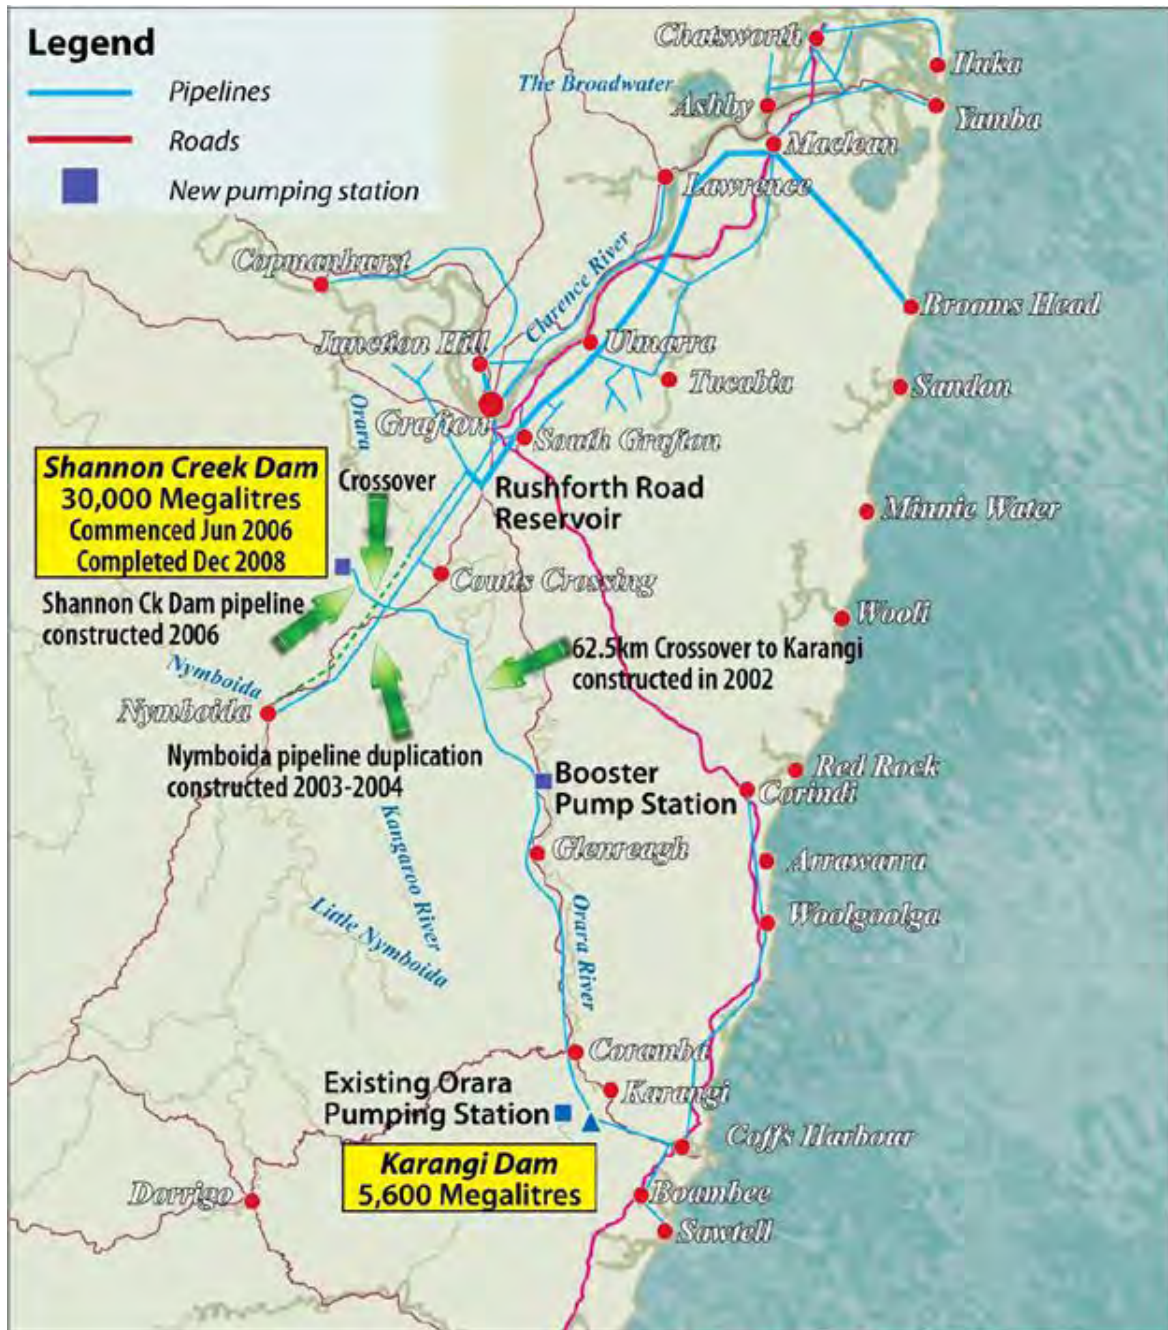 Legend
Pipelines
Roads
New pumping station
Chatsworth
Iluka
The Broadwater
Ashby
Yamba
Maclean
Lawrence
Copmanhurst
Clarence River
Brooms Head
Junction Hill
Ulmarra
Tucabia
Sandon
Orara
Grafton
South Grafton
Shannon Creek Dam
30,000 Megalitres
Commenced Jun 2006
Completed Dec 2008
Crossover
Rushforth Road
Reservoir
Minnie Water
Coutts Crossing
Shannon Ck Dam pipeline
constructed 2006
Wooli
62.5km Crossover to Karangi
constructed in 2002
Nymboida
Nymboida
Nymboida pipeline duplication
constructed 2003-2004
Booster
Pump Station
Red Rock
Corindi
Kangaroo River
Glenreagh
Arrawarra
Little Nymboida
Orara River
Woolgoolga
Coramba
Existing Orara
Pumping Station
Karangi
Coffs Harbour
Karangi Dam
5,600 Megalitres
Dorrigo
Boambee
Sawtell